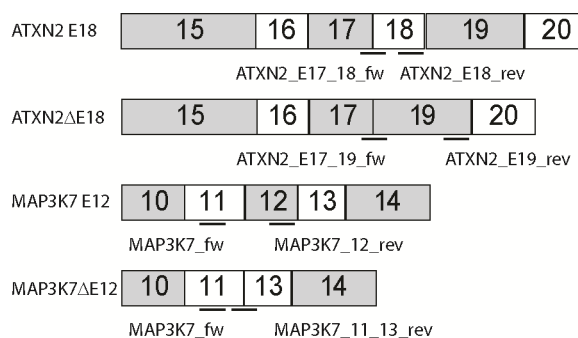 ATXN2 E18 15 16 17 18 19 20
ATXN2_E17_18_fw ATXN2_E18_rev
ATXN2ΔE18 15 16 17 19 20
ATXN2_E17_19_fw ATXN2_E19_rev
MAP3K7 E12 10 11 12 13 14
MAP3K7_fw MAP3K7_12_rev
MAP3K7ΔE12 10 11 13 14
MAP3K7_fw MAP3K7_11_13_rev